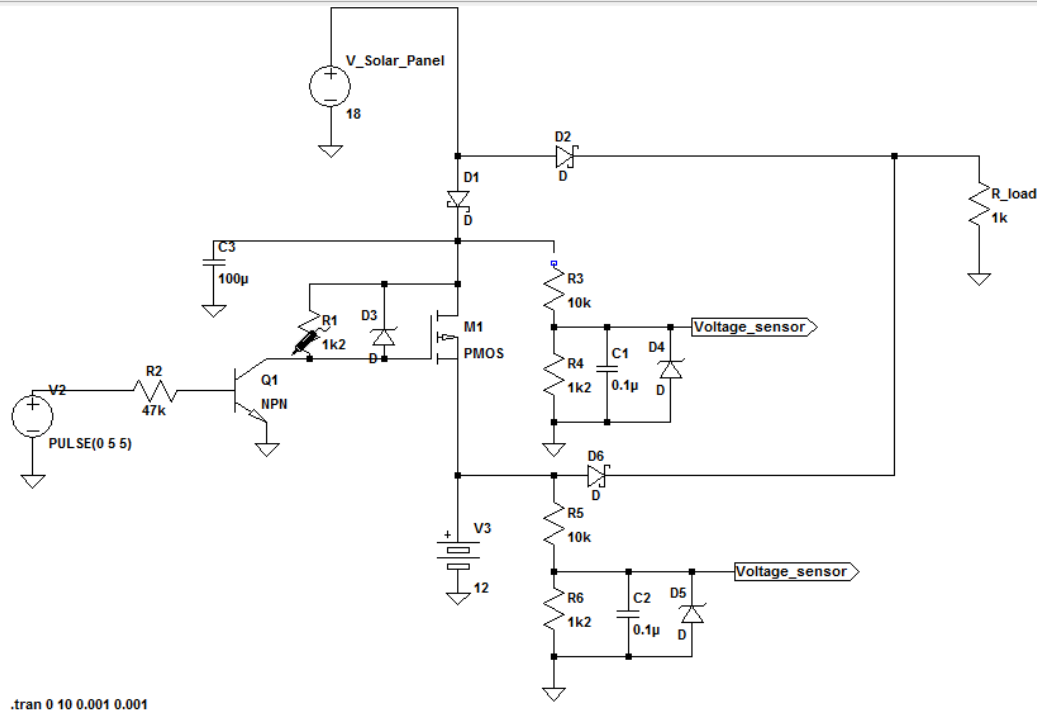 V_Solar_Panel
+
18
D2
D
D1
D
R_load
1k
C3
100µ
R3
10k
R1
1k2
D3
D
M1
PMOS
Voltage_sensor
R4
1k2
C1
0.1µ
D4
D
R2
47k
Q1
NPN
V2
+
PULSE(0 5 5)
D6
D
R5
10k
+
V3
12
Voltage_sensor
R6
1k2
C2
0.1µ
D5
D
.tran 0 10 0.001 0.001